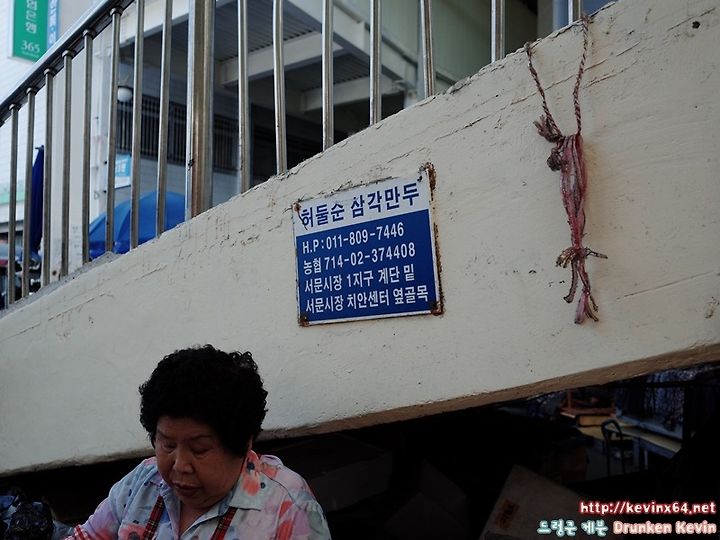 365
허둘순 삼각만두
H.P : 011-809-7446
농협 714-02-374408
서문시장 1지구 계단 밑
서문시장 치안센터 옆골목
http://kevinx64.net
드렁큰 케븐 Drunken Kevin